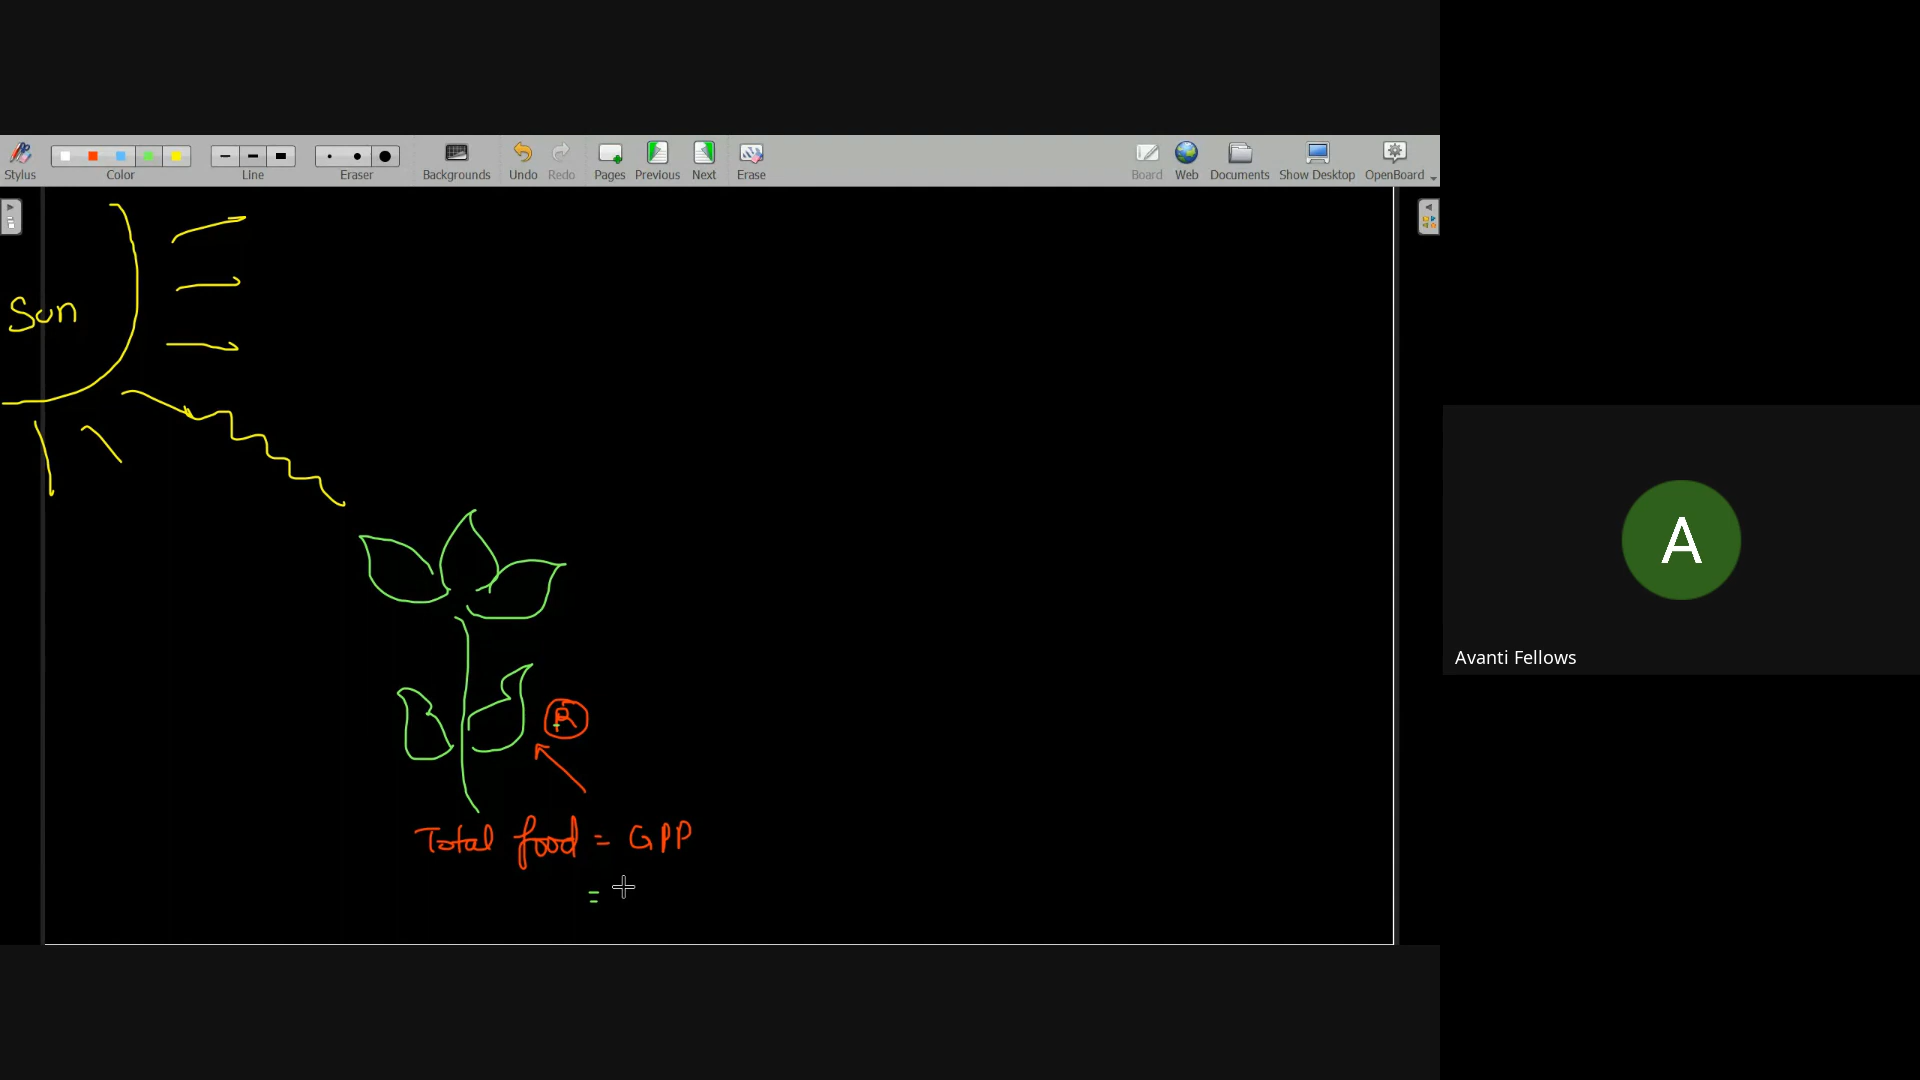 Stylus
Color
Line
Eraser
Backgrounds
Undo
Redo
Pages
Previous
Next
Erase
Board
Web
Documents
Show Desktop
OpenBoard
Sun
R
Total food = GPP
=
A
Avanti Fellows